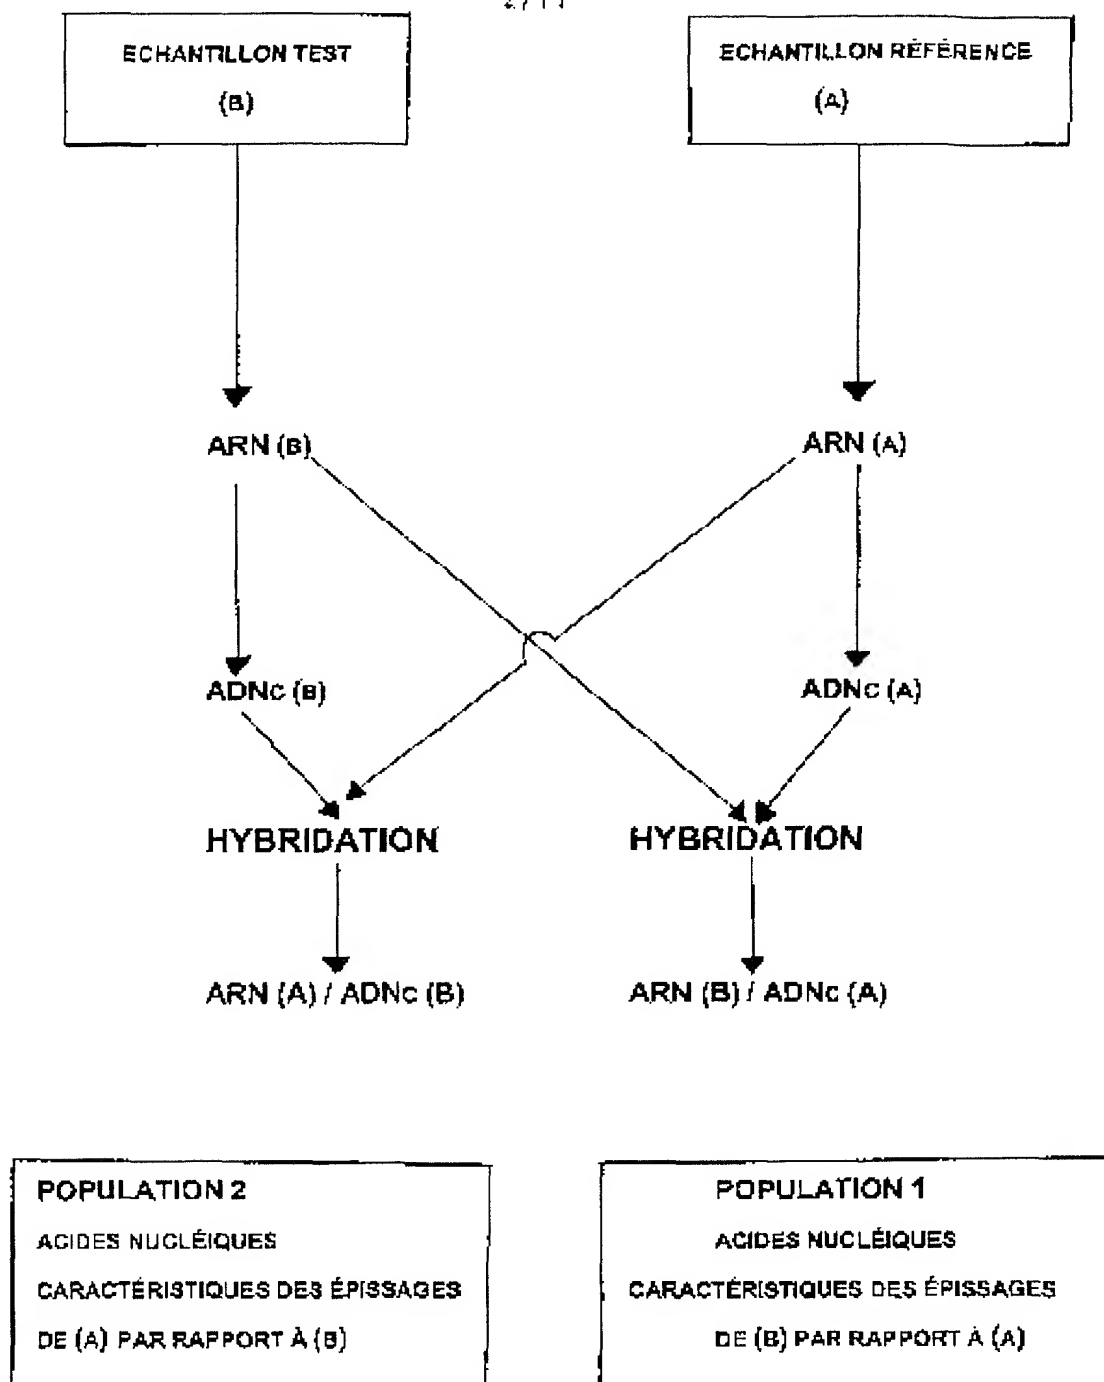 ECHANTILLON TEST
(B)
ECHANTILLON RÉFÉRENCE
(A)
ARN (B)
ARN (A)
ADNc (B)
ADNc (A)
HYBRIDATION
HYBRIDATION
ARN (A) / ADNc (B)
ARN (B) / ADNc (A)
POPULATION 2
ACIDES NUCLÉIQUES
CARACTÉRISTIQUES DES ÉPISSAGES
DE (A) PAR RAPPORT À (B)
POPULATION 1
ACIDES NUCLÉIQUES
CARACTÉRISTIQUES DES ÉPISSAGES
DE (B) PAR RAPPORT À (A)